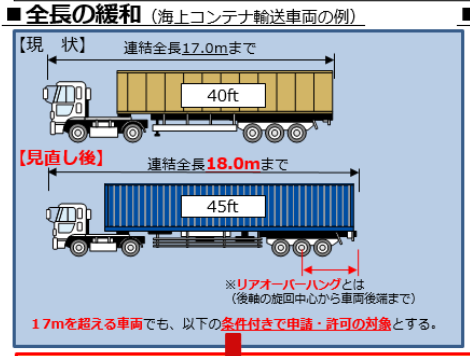 ■全長の緩和（海上コンテナ輸送車両の例）
【現　状】
連結全長17.0mまで
40ft
【見直し後】
連結全長18.0mまで
45ft
※リアオーバーハングとは
（後軸の旋回中心から車両後端まで）
17mを超える車両でも、以下の条件付きで申請・許可の対象とする。